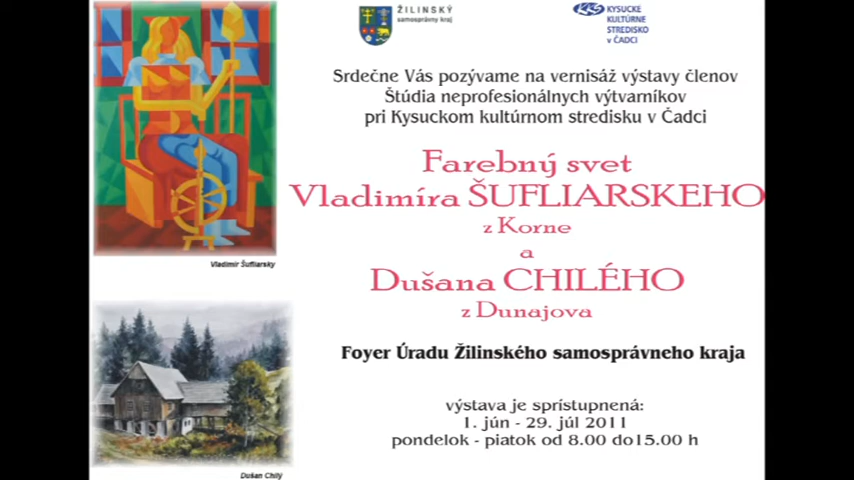 ŽILINSKÝ
samosprávny kraj
KKS KYSUCKE
KULTÚRNE
STREDISKO
v ČADCI
Srdečne Vás pozývame na vernisáž výstavy členov
Štúdia neprofesionálnych výtvarníkov
pri Kysuckom kultúrnom stredisku v Čadci
Farebný svet
Vladimíra ŠUFLIARSKEHO
z Korne
a
Dušana CHILÉHO
z Dunajova
Foyer Úradu Žilinského samosprávneho kraja
výstava je sprístupnená:
1. jún - 29. júl 2011
pondelok - piatok od 8.00 do15.00 h
Vladimír Šufliarsky
Dušan Chilý